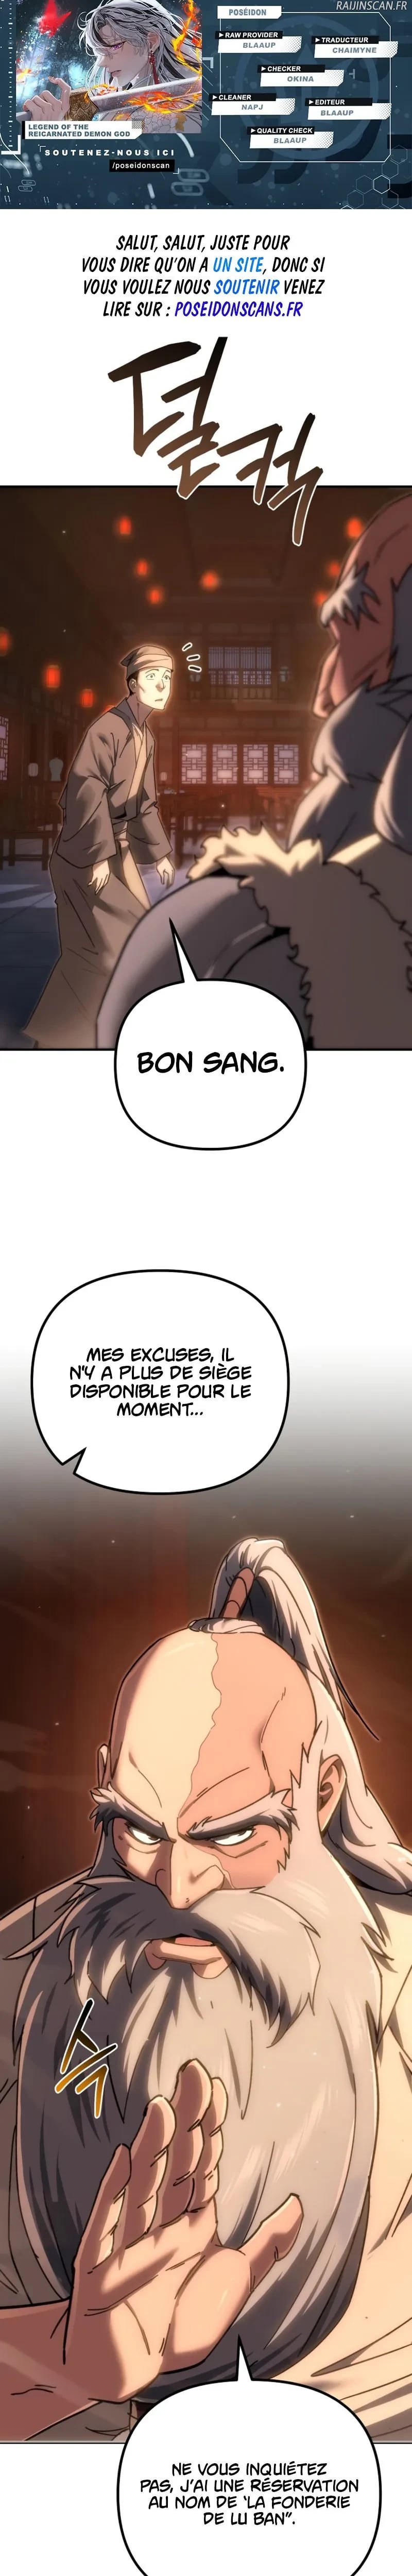 RAIJINSCAN.FR
POSÉIDON
▶RAW PROVIDER
BLAAUP
▶TRADUCTEUR
CHAIMYNE
▶CHECKER
OKINA
▶CLEANER
NAPJ
▶EDITEUR
BLAAUP
▶QUALITY CHECK
BLAAUP
LEGEND OF THE
REICARNATED DEMON GOD
SOUTENEZ-NOUS ICI
/poseidonscan
SALUT, SALUT, JUSTE POUR
VOUS DIRE QU'ON A UN SITE, DONC SI
VOUS VOULEZ NOUS SOUTENIR VENEZ
LIRE SUR : POSEIDONSCANS.FR
덜컥
BON SANG.
MES EXCUSES, IL
N'Y A PLUS DE SIÈGE
DISPONIBLE POUR LE
MOMENT...
스
NE VOUS INQUIÉTEZ
PAS, J'AI UNE RÉSERVATION
AU NOM DE 'LA FONDERIE
DE LU BAN".